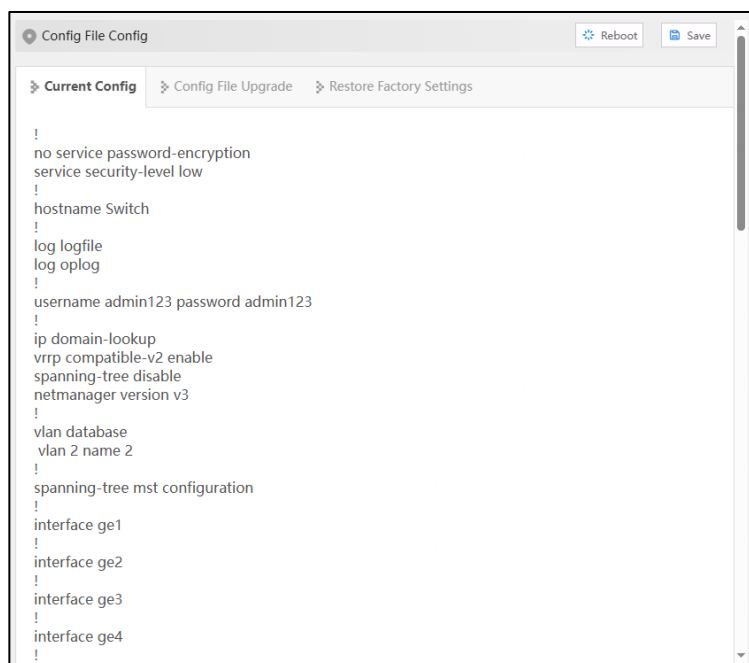 Config File Config
Reboot
Save
Current Config
Config File Upgrade
Restore Factory Settings
!
no service password-encryption
service security-level low
!
hostname Switch
!
log logfile
log oplog
!
username admin123 password admin123
!
ip domain-lookup
vrrp compatible-v2 enable
spanning-tree disable
netmanager version v3
!
vlan database
vlan 2 name 2
!
spanning-tree mst configuration
!
interface ge1
!
interface ge2
!
interface ge3
!
interface ge4
!